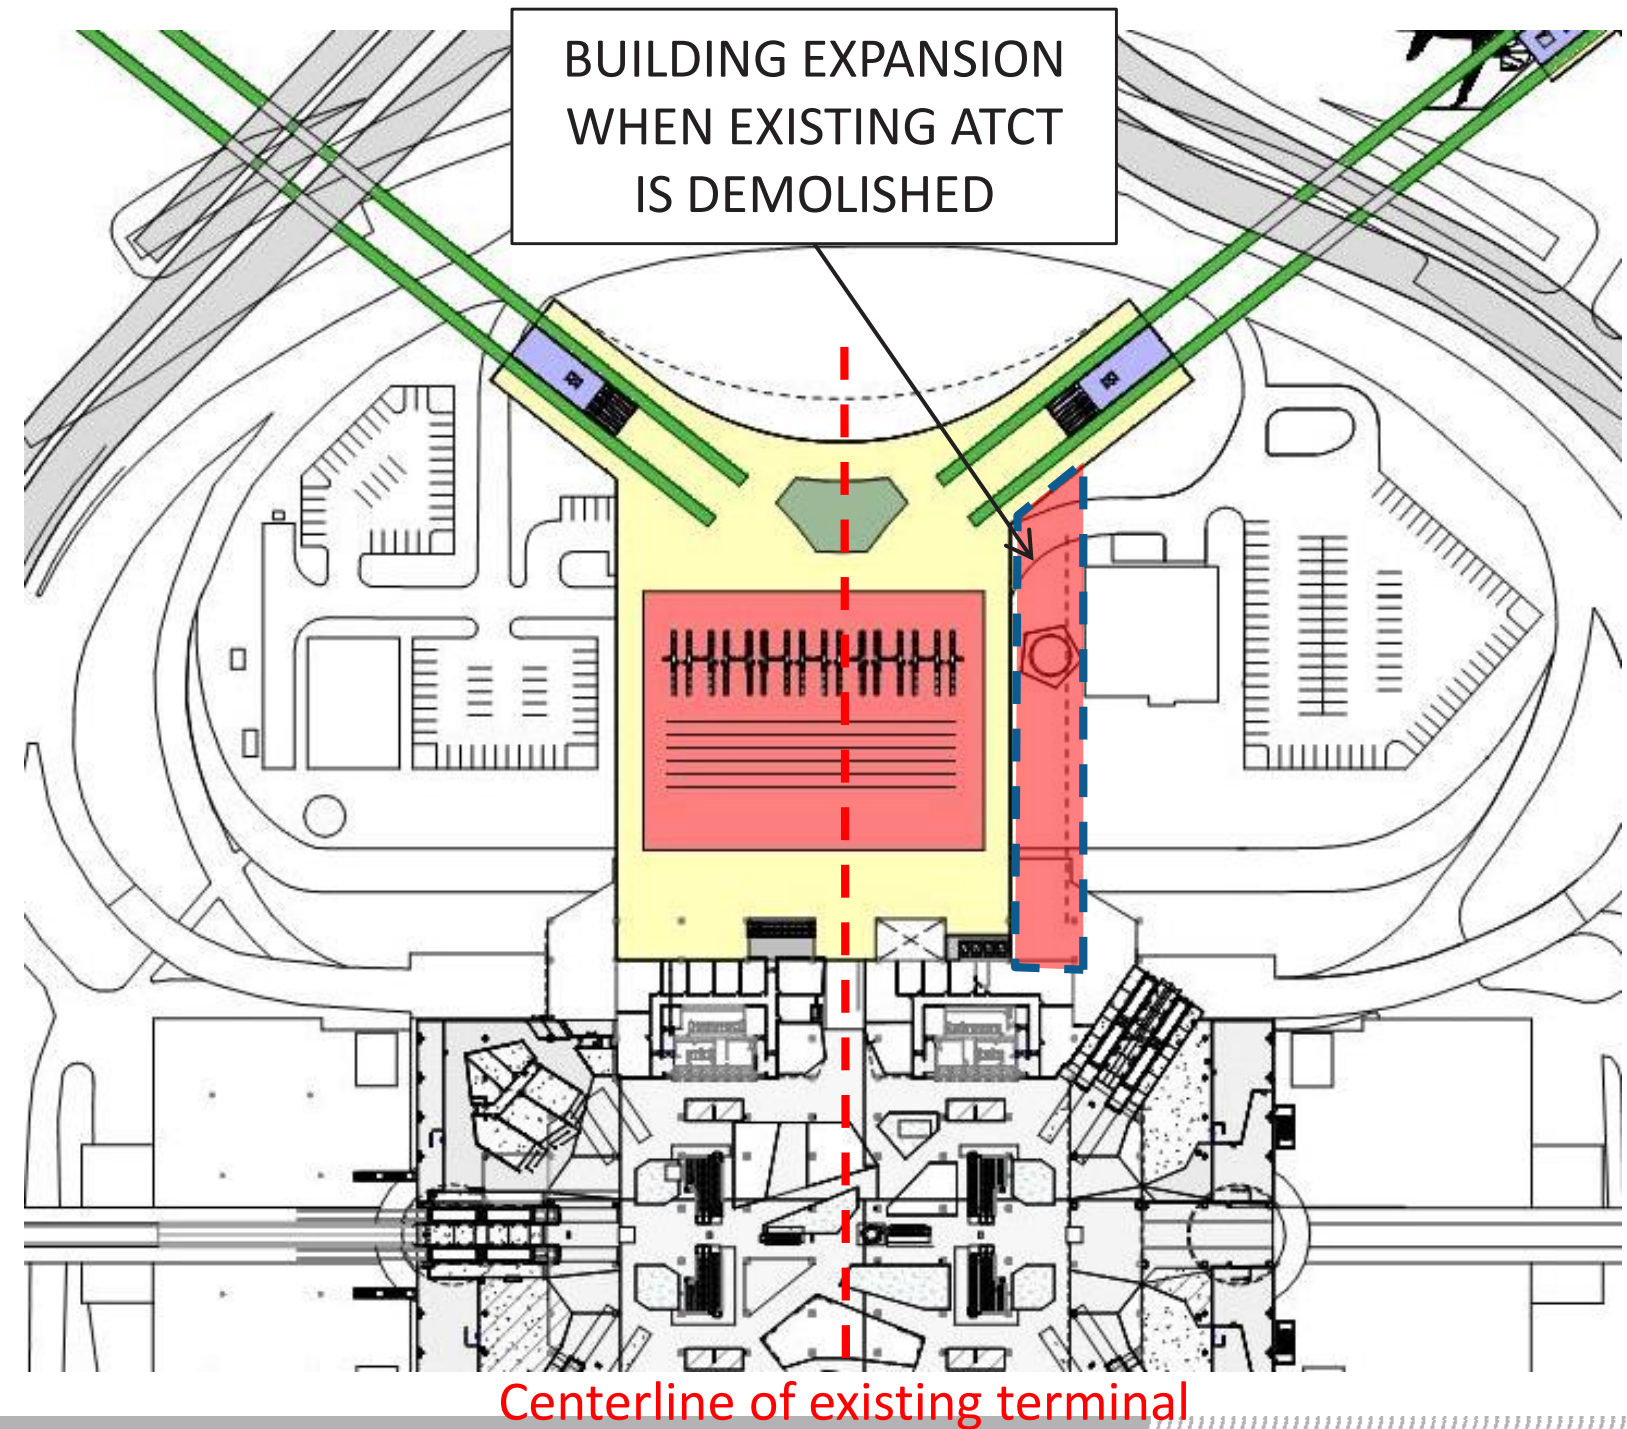 BUILDING EXPANSION
WHEN EXISTING ATCT
IS DEMOLISHED
Centerline of existing terminal